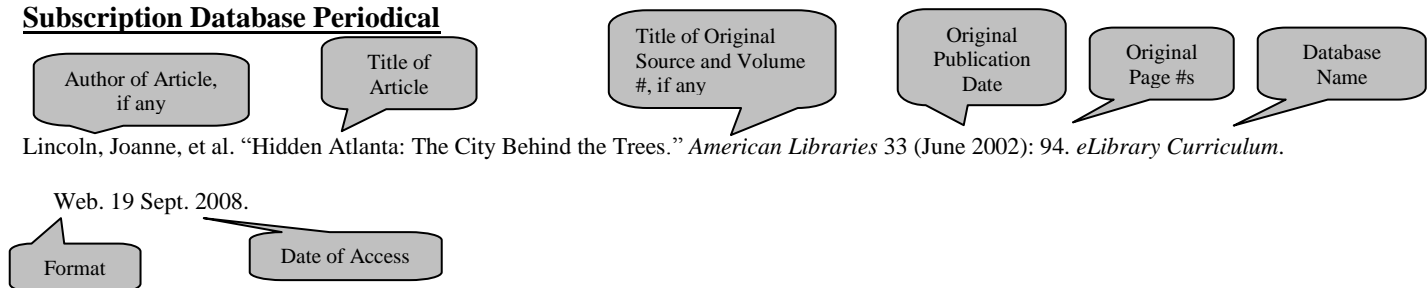 Subscription Database Periodical
Author of Article,
if any
Title of
Article
Title of Original
Source and Volume
#, if any
Original
Publication
Date
Original
Page #s
Database
Name
Lincoln, Joanne, et al. “Hidden Atlanta: The City Behind the Trees.” American Libraries 33 (June 2002): 94. eLibrary Curriculum.
Web. 19 Sept. 2008.
Format
Date of Access